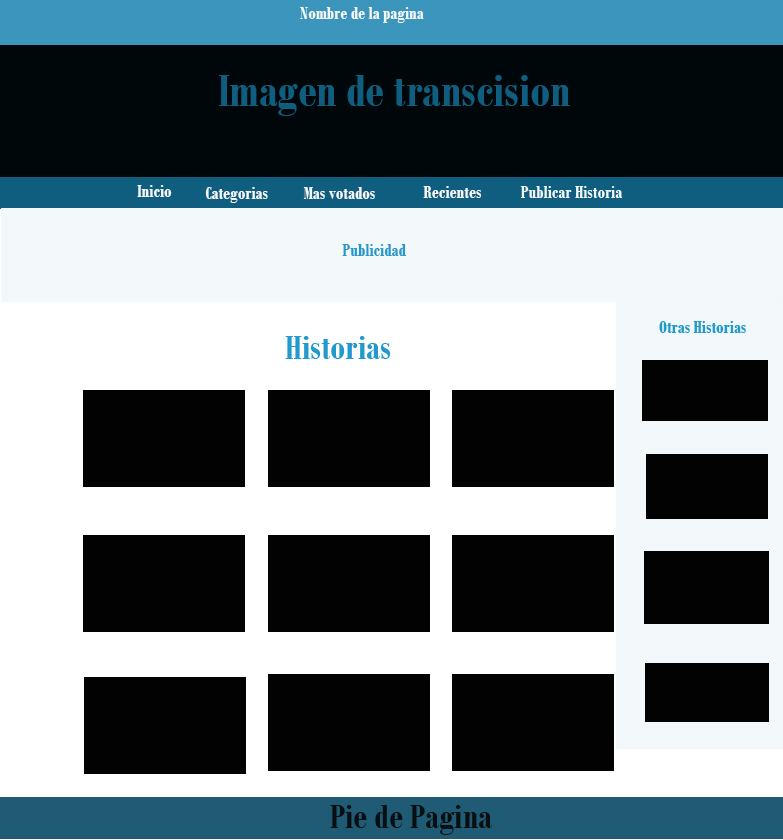 Nombre de la pagina
Imagen de transcision
Inicio Categorias Mas votados Recientes Publicar Historia
Publicidad
Historias
Otras Historias
Pie de Pagina